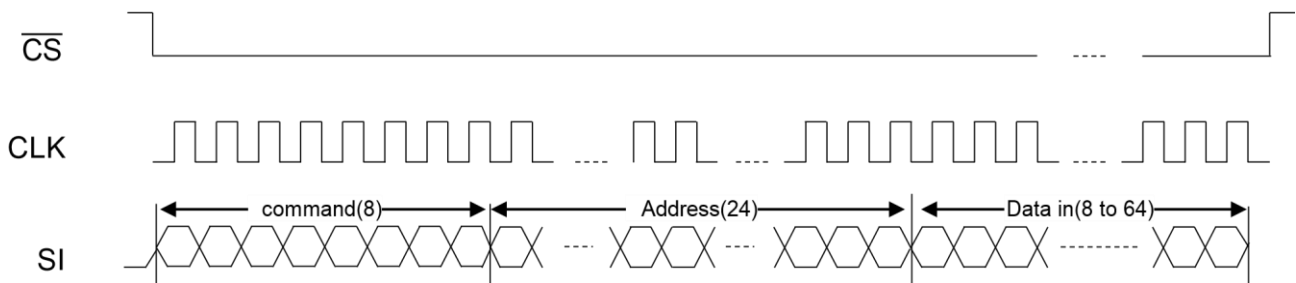 CS
CLK
command(8) Address(24) Data in(8 to 64)
SI